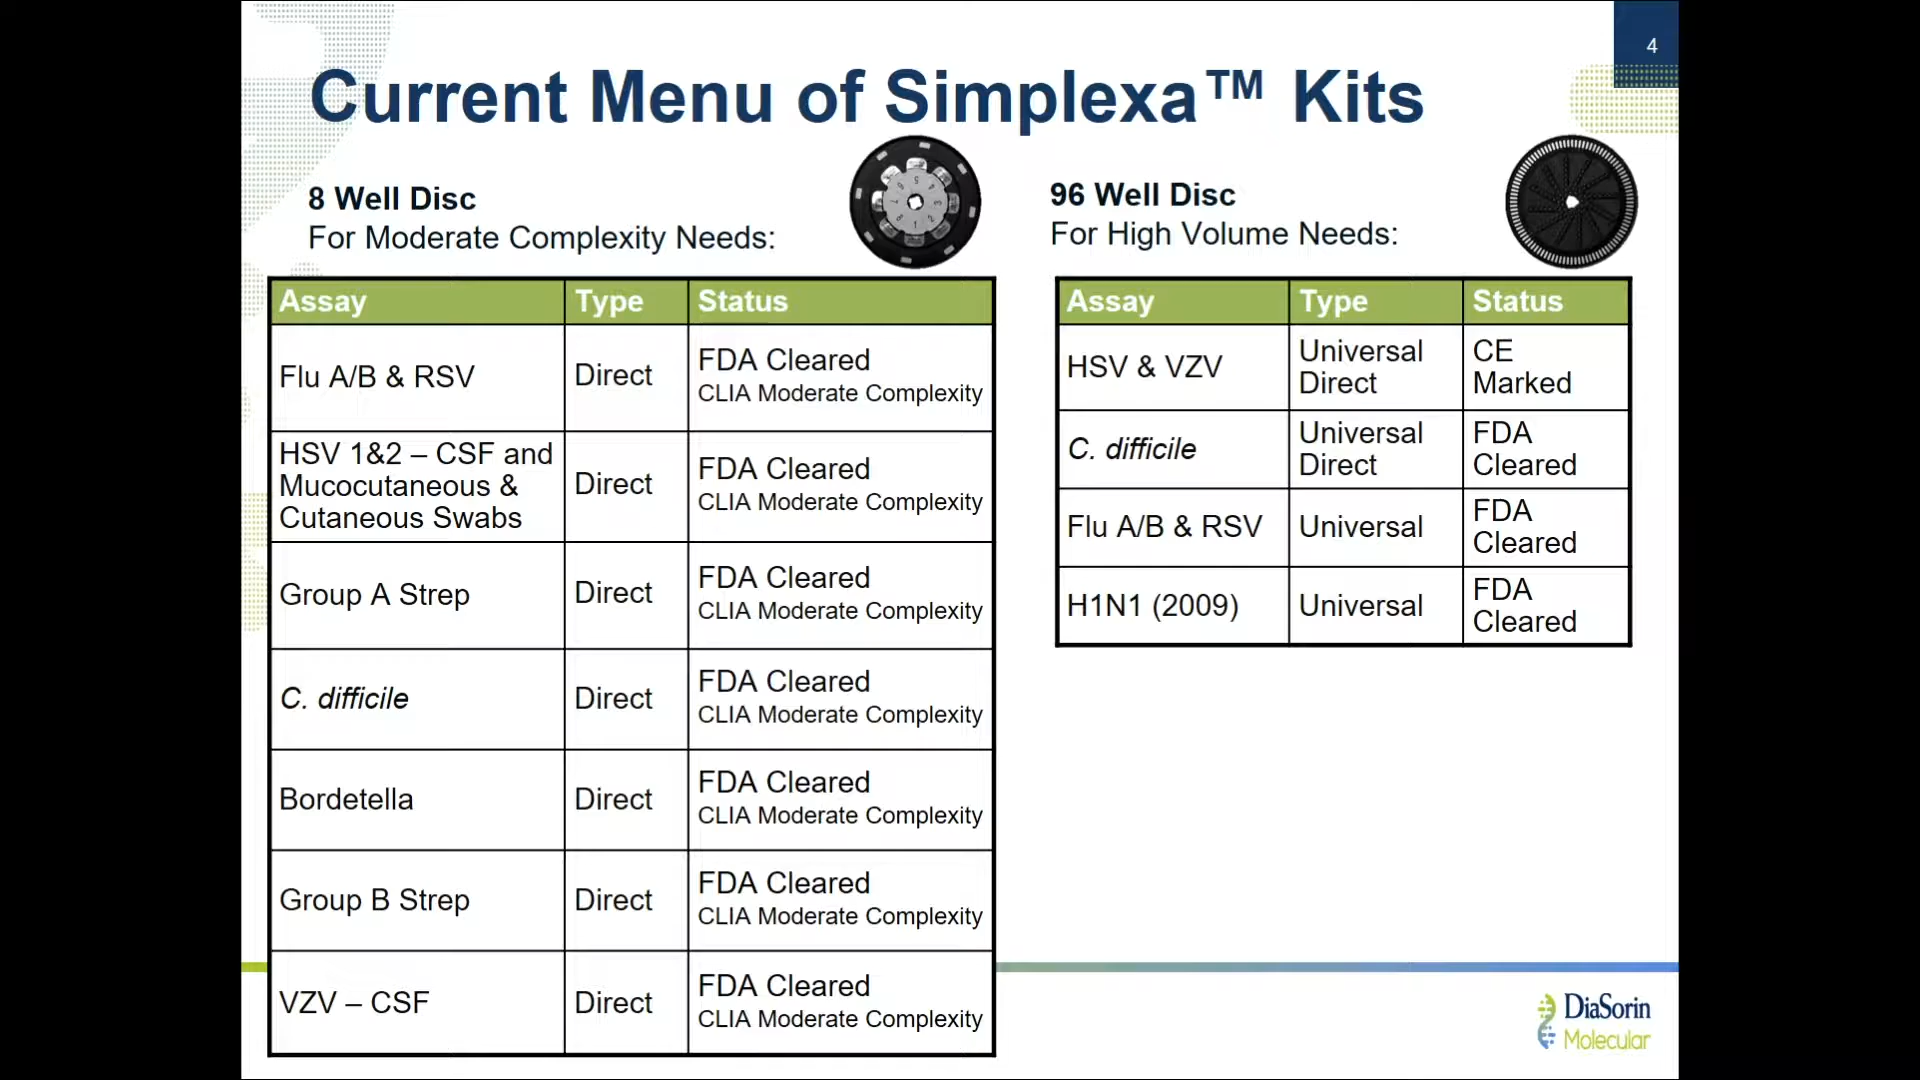 4
Current Menu of Simplexa™ Kits
8 Well Disc
For Moderate Complexity Needs:
Assay Type Status
Flu A/B & RSV Direct FDA Cleared
CLIA Moderate Complexity
HSV 1&2 – CSF and
Mucocutaneous &
Cutaneous Swabs
Direct FDA Cleared
CLIA Moderate Complexity
Group A Strep Direct FDA Cleared
CLIA Moderate Complexity
C. difficile Direct FDA Cleared
CLIA Moderate Complexity
Bordetella Direct FDA Cleared
CLIA Moderate Complexity
Group B Strep Direct FDA Cleared
CLIA Moderate Complexity
VZV – CSF Direct FDA Cleared
CLIA Moderate Complexity
96 Well Disc
For High Volume Needs:
Assay Type Status
HSV & VZV Universal
Direct
CE
Marked
C. difficile Universal
Direct
FDA
Cleared
Flu A/B & RSV Universal FDA
Cleared
H1N1 (2009) Universal FDA
Cleared
DiaSorin
Molecular